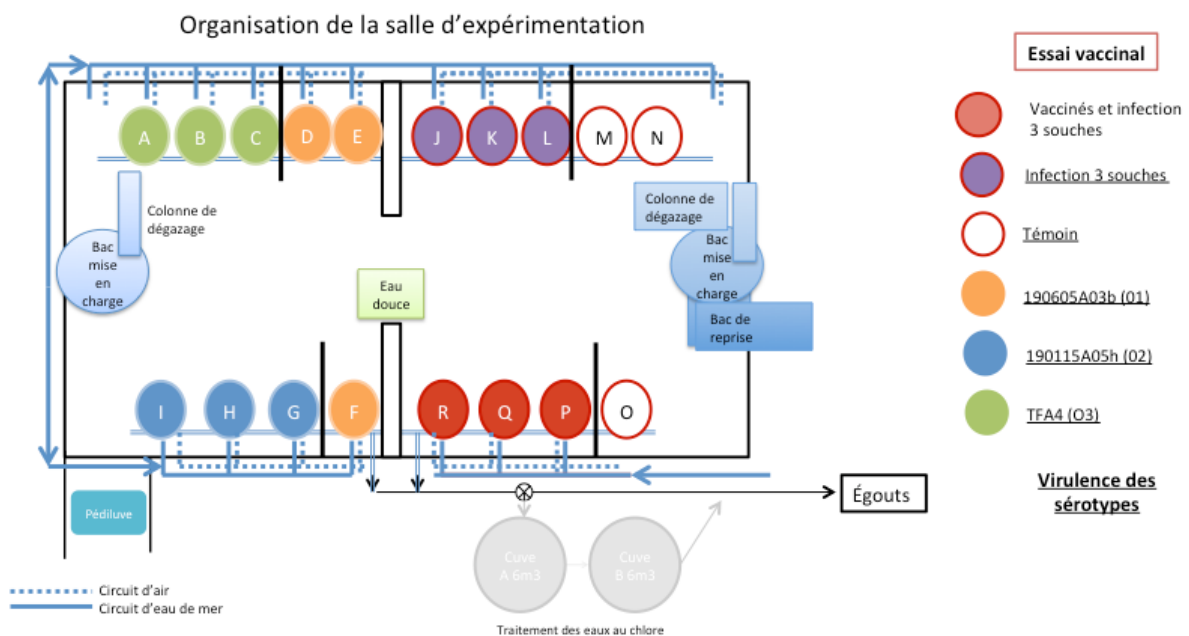 Organisation de la salle d'expérimentation
A
B
C
D
E
J
K
L
M
N
Colonne de
dégazage
Bac
mise
en
charge
Eau
douce
Colonne de
dégazage
Bac
mise
en
charge
Bac de
reprise
I
H
G
F
R
Q
P
O
Pédiluve
Égouts
Cuve
A 6m3
Cuve
B 6m3
Traitement des eaux au chlore
Circuit d'air
Circuit d'eau de mer
Essai vaccinal
Vaccinés et infection
3 souches
Infection 3 souches
Témoin
190605A03b (01)
190115A05h (02)
TFA4 (O3)
Virulence des
sérotypes